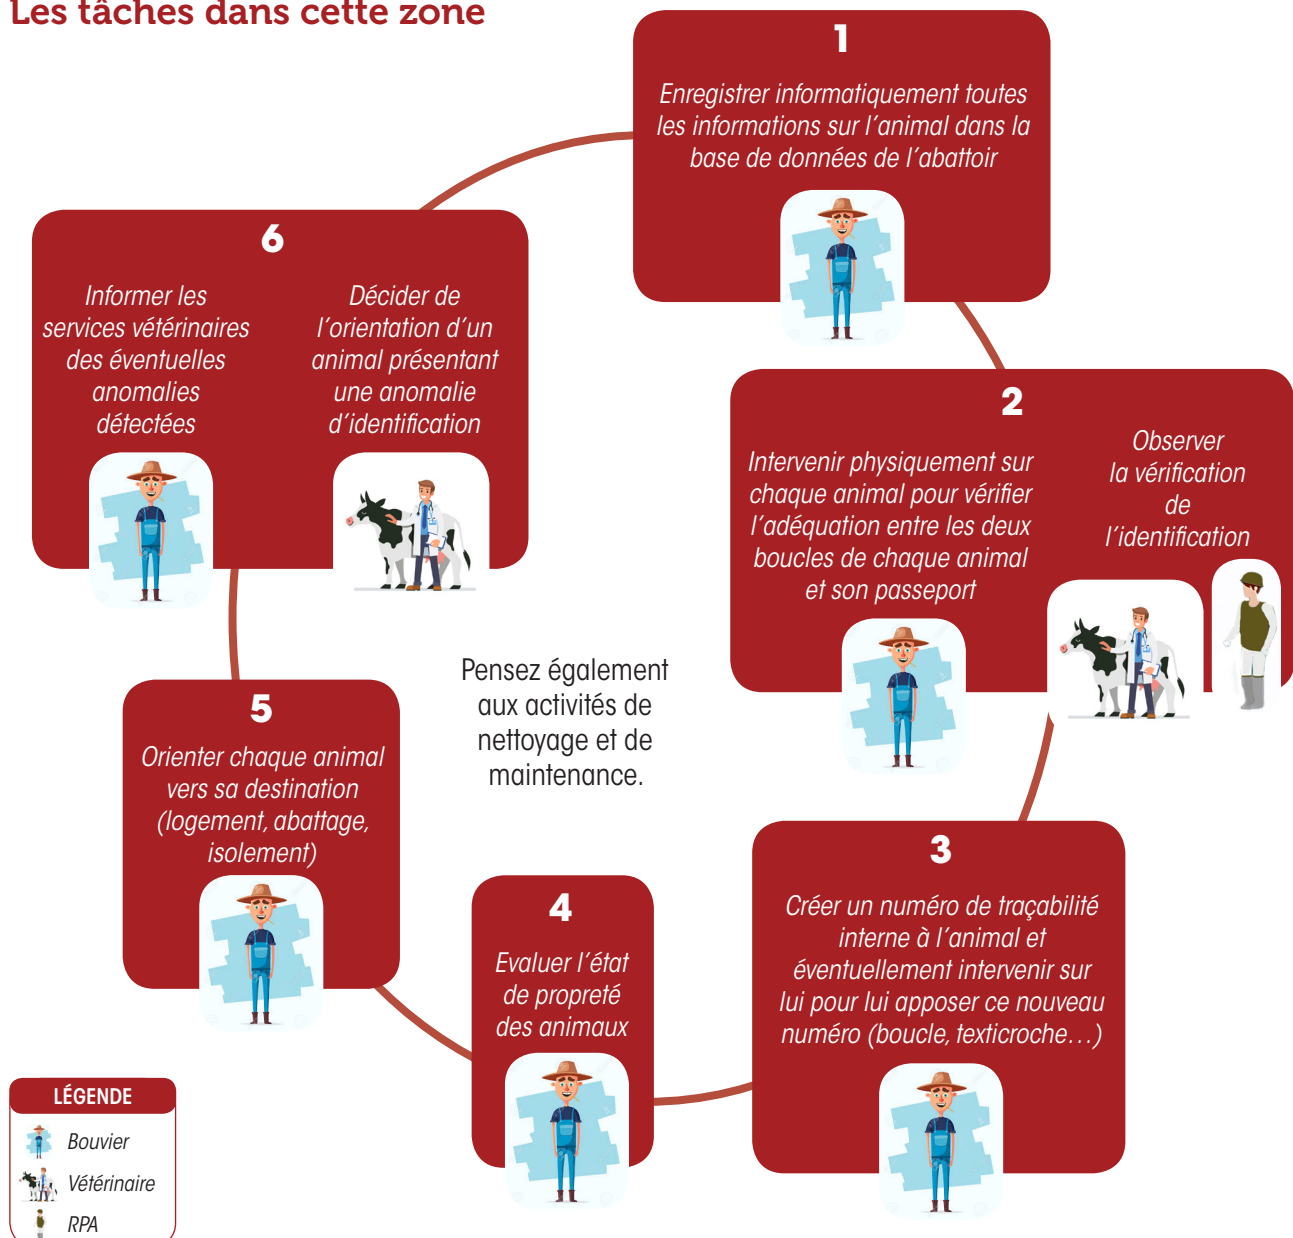 Les tâches dans cette zone
1
Enregistrer informatiquement toutes
les informations sur l'animal dans la
base de données de l'abattoir
2
Intervenir physiquement sur
chaque animal pour vérifier
l'adéquation entre les deux
boucles de chaque animal
et son passeport
Observer
la vérification
de
l'identification
3
Créer un numéro de traçabilité
interne à l'animal et
éventuellement intervenir sur
lui pour lui apposer ce nouveau
numéro (boucle, texticroche…)
4
Evaluer l'état
de propreté
des animaux
5
Orienter chaque animal
vers sa destination
(logement, abattage,
isolement)
6
Informer les
services vétérinaires
des éventuelles
anomalies
détectées
Décider de
l'orientation d'un
animal présentant
une anomalie
d'identification
Pensez également
aux activités de
nettoyage et de
maintenance.
LÉGENDE
Bouvier
Vétérinaire
RPA